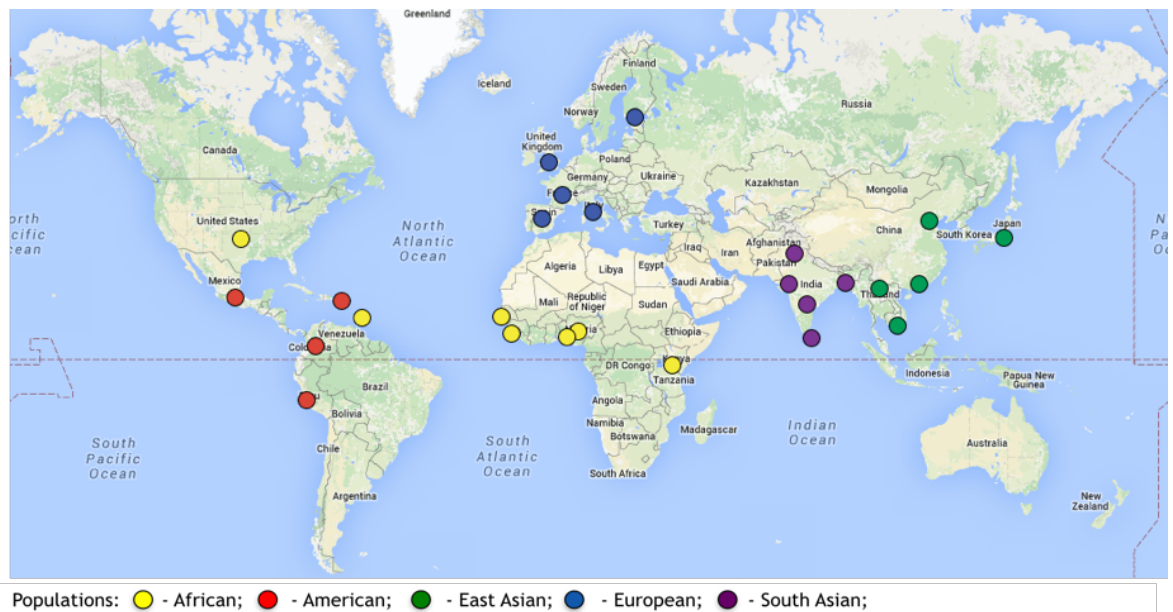 Greenland
Iceland
Finland
Sweden
Norway
Russia
United
Kingdom
Canada
Poland
Germany
Ukraine
Kazakhstan
Mongolia
United States
Spain
Turkey
China
South Korea
Japan
North
Atlantic
Ocean
Iraq
Iran
Afghanistan
Pakistan
Algeria
Libya
Egypt
Saudi Arabia
India
Mexico
Mali
Republic
of Niger
Sudan
Thailand
Venezuela
Nigeria
Ethiopia
Colombia
Kenya
DR Congo
Tanzania
Indonesia
Papua New
Guinea
Peru
Brazil
Bolivia
Angola
Namibia
Botswana
Madagascar
Indian
Ocean
South
Pacific
Ocean
South
Atlantic
Ocean
Chile
Australia
South Africa
Argentina
New
Zealand
Populations: - African; - American; - East Asian; - European; - South Asian;